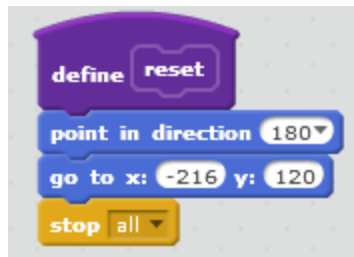 define reset
point in direction 180
go to x: -216 y: 120
stop all